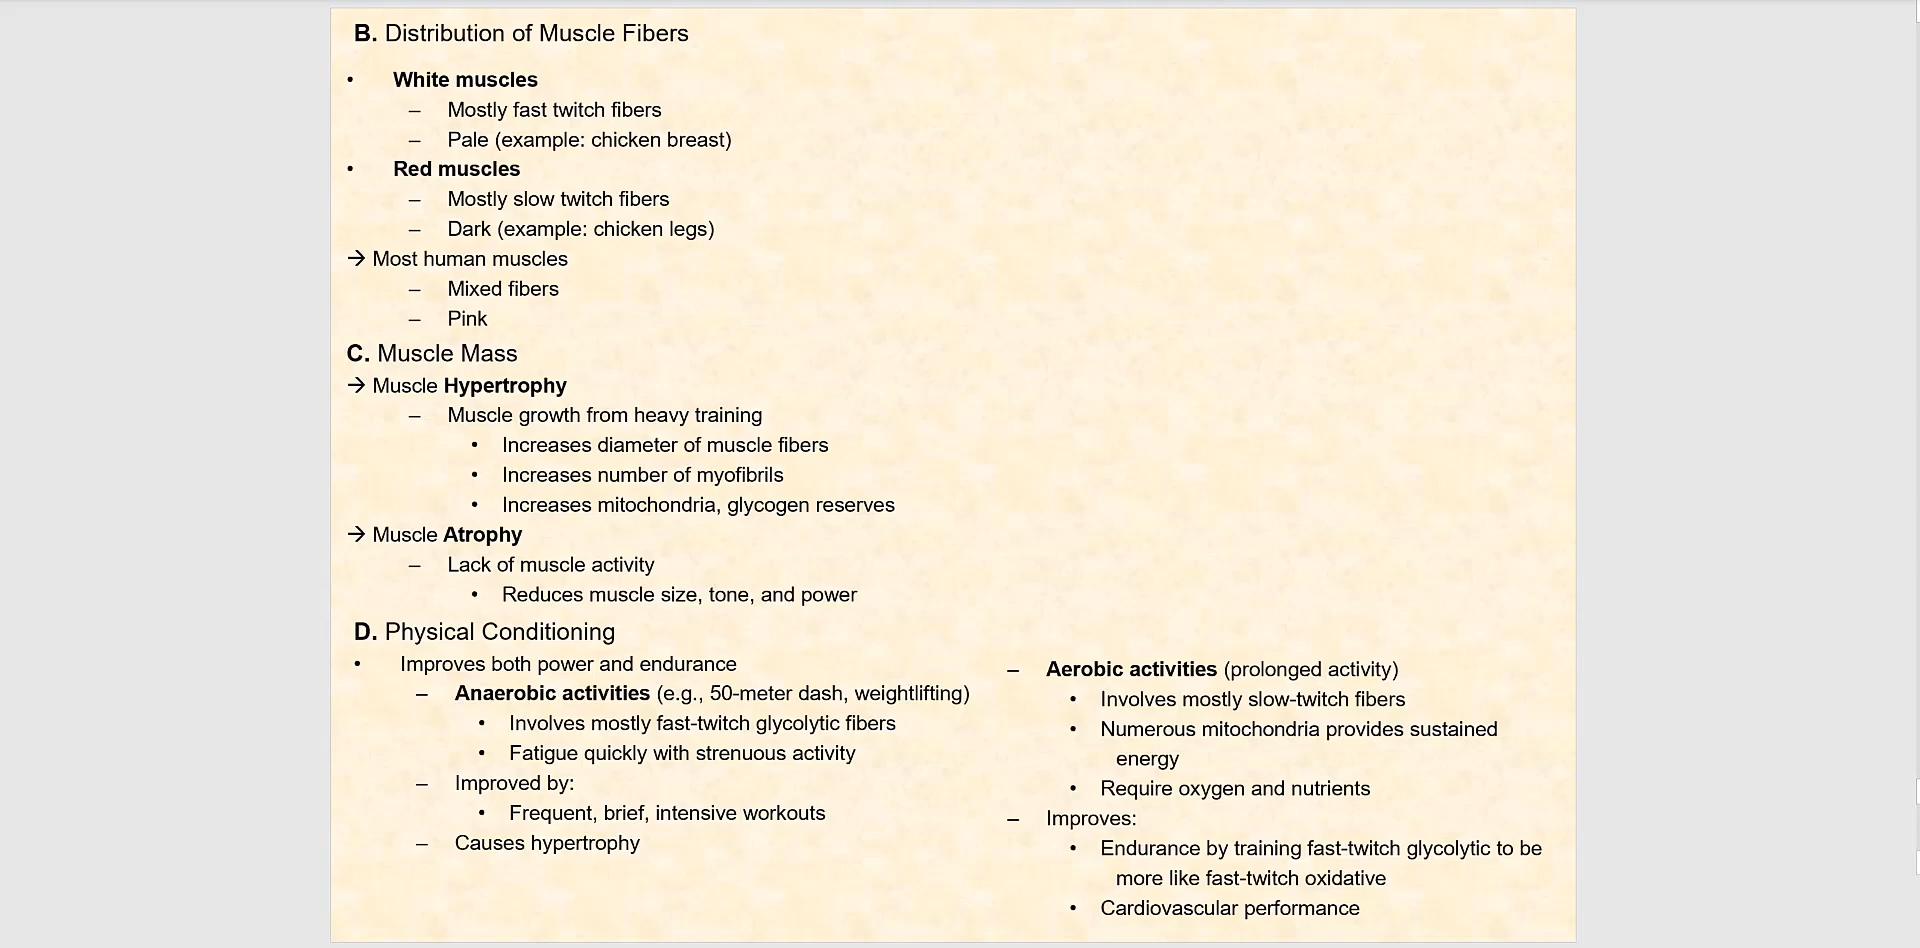 B. Distribution of Muscle Fibers
• White muscles
– Mostly fast twitch fibers
– Pale (example: chicken breast)
• Red muscles
– Mostly slow twitch fibers
– Dark (example: chicken legs)
→ Most human muscles
– Mixed fibers
– Pink
C. Muscle Mass
→ Muscle Hypertrophy
– Muscle growth from heavy training
• Increases diameter of muscle fibers
• Increases number of myofibrils
• Increases mitochondria, glycogen reserves
→ Muscle Atrophy
– Lack of muscle activity
• Reduces muscle size, tone, and power
D. Physical Conditioning
• Improves both power and endurance
– Anaerobic activities (e.g., 50-meter dash, weightlifting)
• Involves mostly fast-twitch glycolytic fibers
• Fatigue quickly with strenuous activity
– Improved by:
• Frequent, brief, intensive workouts
– Causes hypertrophy
– Aerobic activities (prolonged activity)
• Involves mostly slow-twitch fibers
• Numerous mitochondria provides sustained
energy
• Require oxygen and nutrients
– Improves:
• Endurance by training fast-twitch glycolytic to be
more like fast-twitch oxidative
• Cardiovascular performance